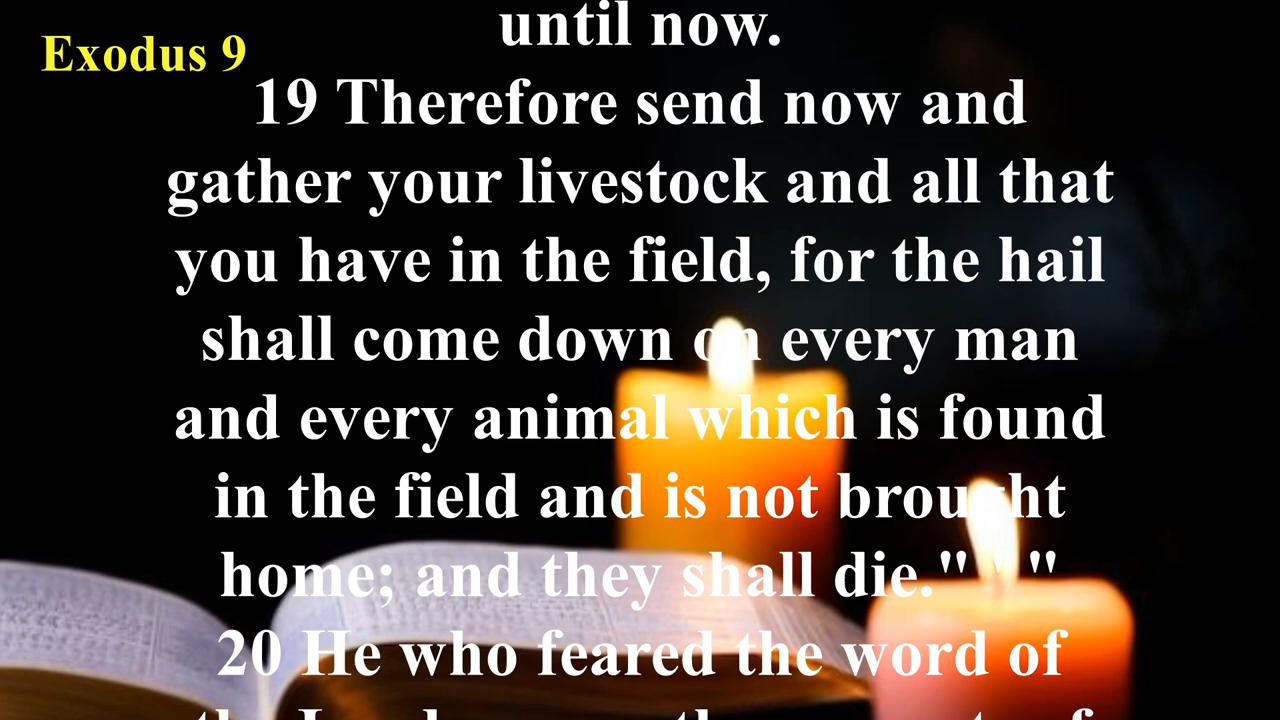 until now.
Exodus 9
19 Therefore send now and
gather your livestock and all that
you have in the field, for the hail
shall come down on every man
and every animal which is found
in the field and is not brought
home; and they shall die." ' "
20 He who feared the word of